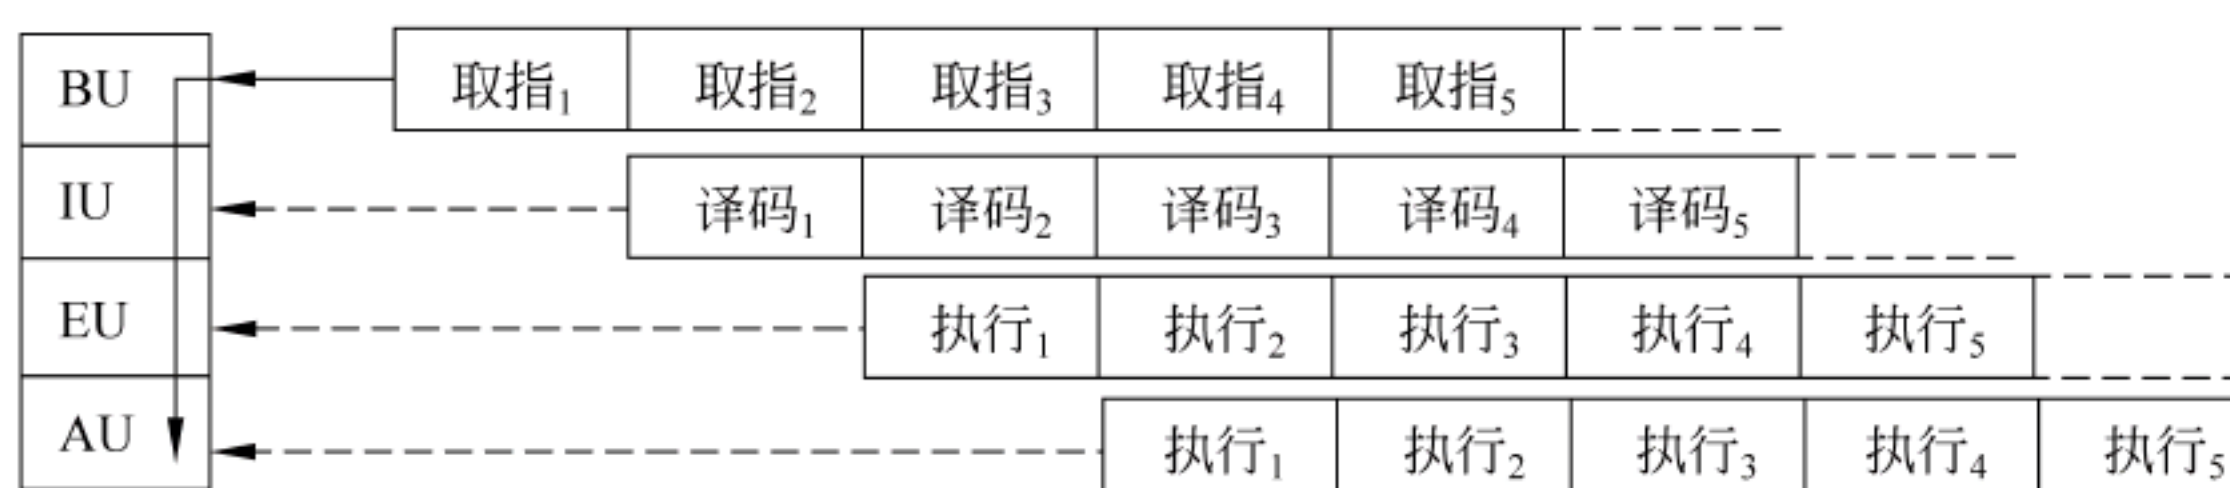 BU 取指₁ 取指₂ 取指₃ 取指₄ 取指₅
IU 译码₁ 译码₂ 译码₃ 译码₄ 译码₅
EU 执行₁ 执行₂ 执行₃ 执行₄ 执行₅
AU 执行₁ 执行₂ 执行₃ 执行₄ 执行₅